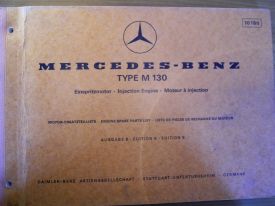 MERCEDES-BENZ
TYPE M 130
Einspritzmotor - Injection Engine - Moteur à injection
MOTOR-ERSATZTEILLISTE - ENGINE SPARE PARTS LIST - LISTE DE PIÈCES DE RECHANGE DU MOTEUR
AUSGABE B - EDITION B - EDITION B
DAIMLER-BENZ AKTIENGESELLSCHAFT · STUTTGART-UNTERTÜRKHEIM · GERMANY